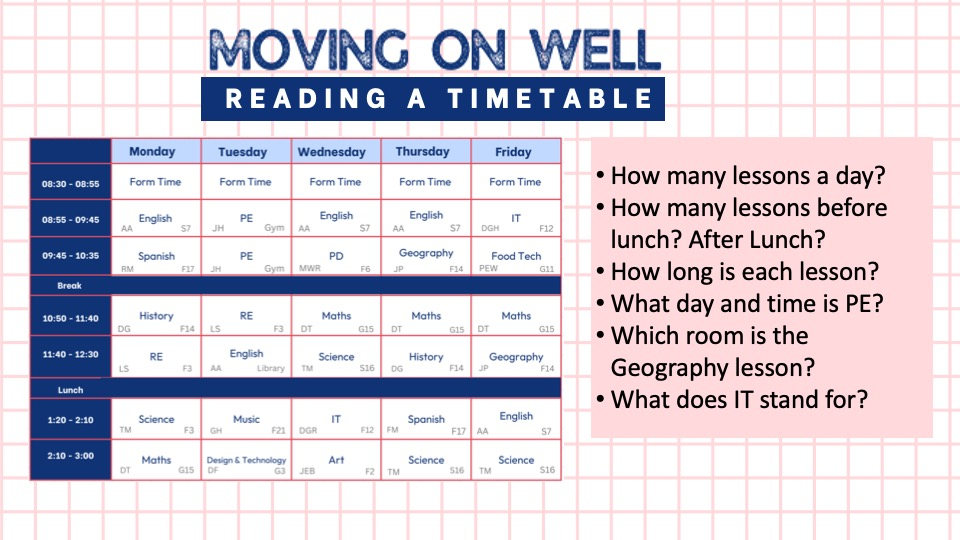 MOVING ON WELL
READING A TIMETABLE
Monday Tuesday Wednesday Thursday Friday
08:30 - 08:55 Form Time Form Time Form Time Form Time Form Time
08:55 - 09:45 English PE English English IT
AA S7 JH Gym AA S7 AA S7 DGH F12
09:45 - 10:35 Spanish PE PD Geography Food Tech
RM F17 JH Gym MWR F6 JP F14 PEW G11
Break
10:50 - 11:40 History RE Maths Maths Maths
DG F14 LS F3 DT G15 DT G15 DT G15
11:40 - 12:30 RE English Science History Geography
LS F3 AA Library TM S16 DG F14 JP F14
Lunch
1:20 - 2:10 Science Music IT Spanish English
TM F3 GH F21 DGR F12 FM F17 AA S7
2:10 - 3:00 Maths Design & Technology Art Science Science
DT G15 DF G3 JEB F2 TM S16 TM S16
• How many lessons a day?
• How many lessons before
lunch? After Lunch?
• How long is each lesson?
• What day and time is PE?
• Which room is the
Geography lesson?
• What does IT stand for?